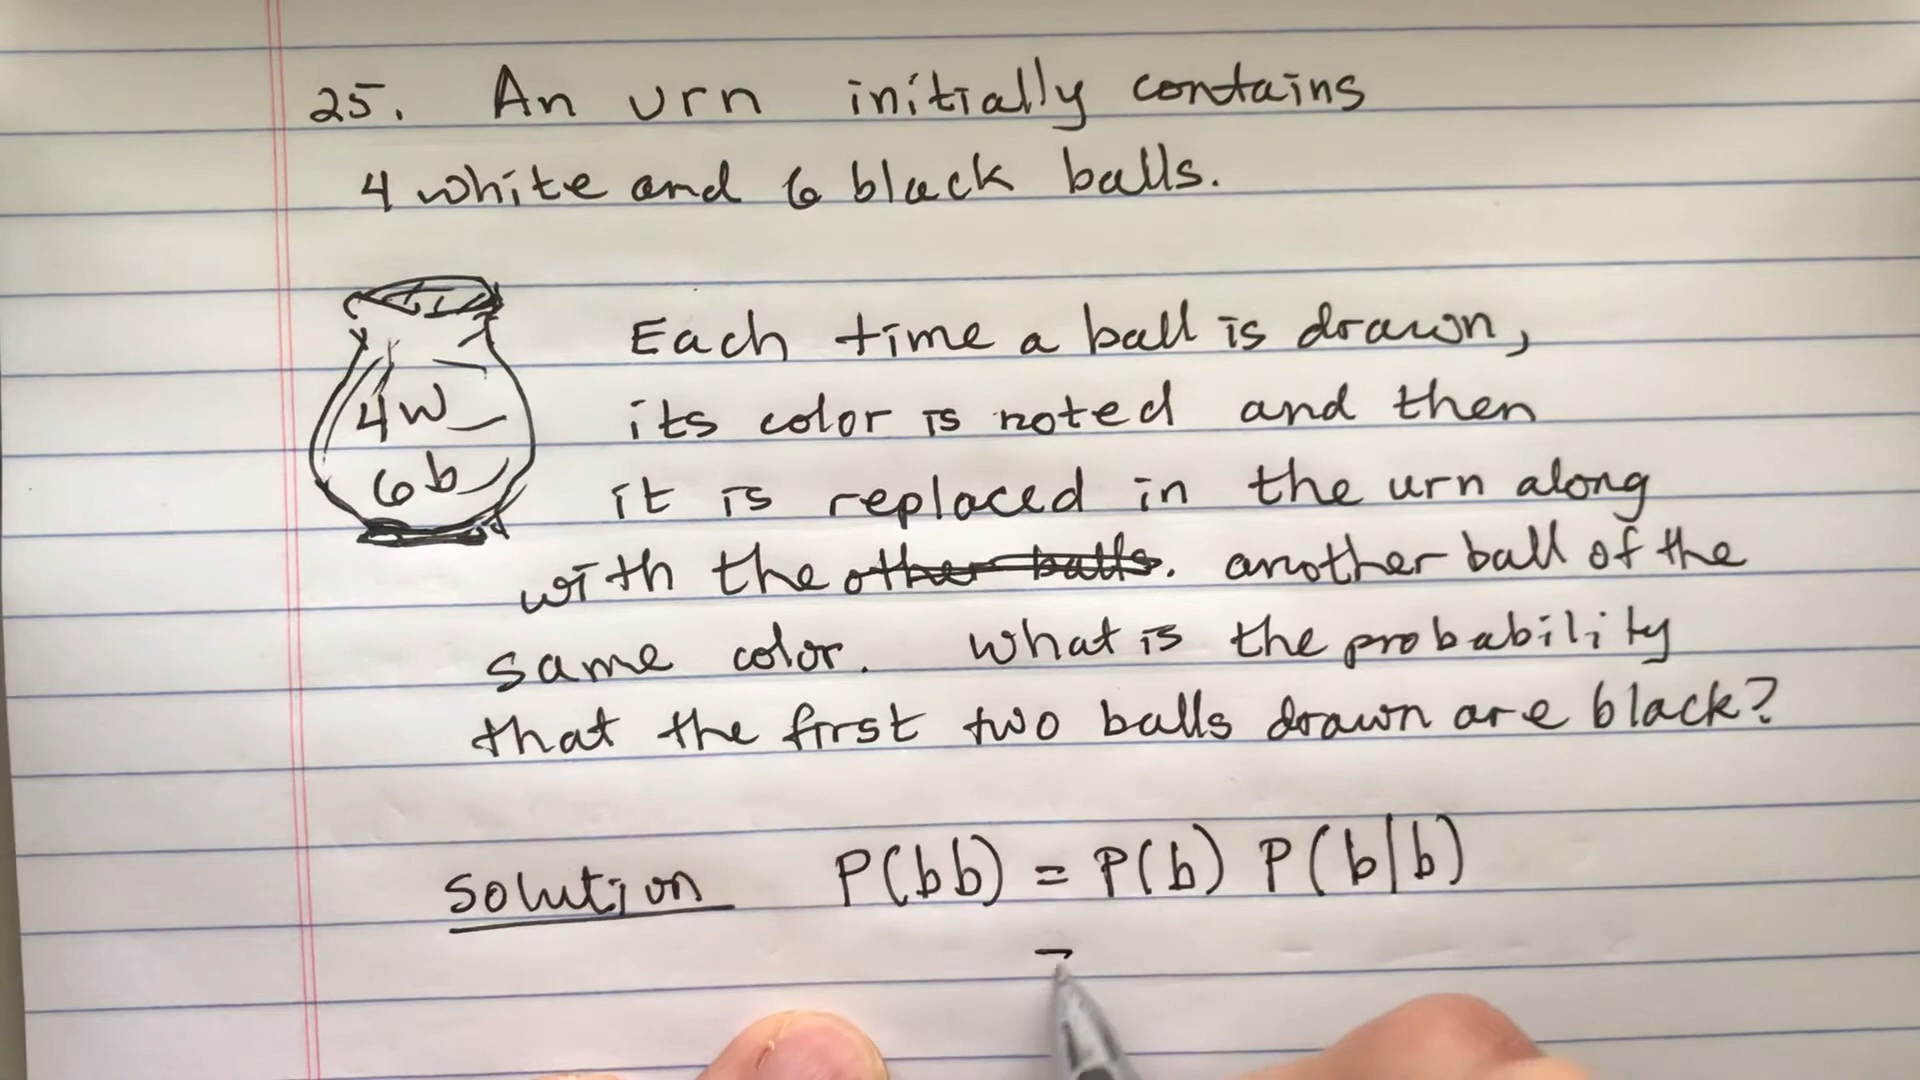 25. An urn initially contains
4 white and 6 black balls.
4W
6b
Each time a ball is drawn,
its color is noted and then
it is replaced in the urn along
with the other balls. another ball of the
same color. What is the probability
that the first two balls drawn are black?
Solution P(bb) = P(b) P(b|b)